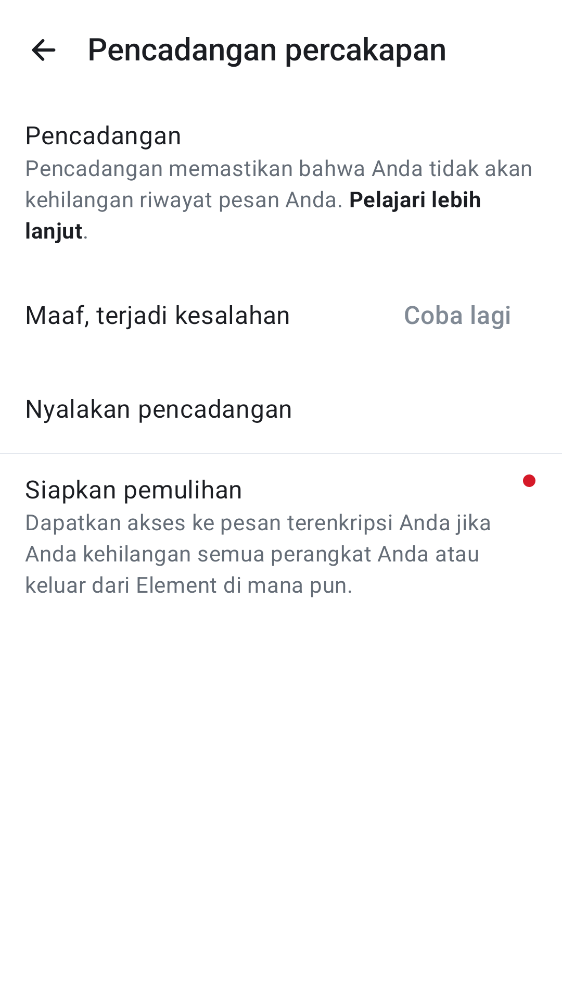 Pencadangan percakapan
Pencadangan
Pencadangan memastikan bahwa Anda tidak akan
kehilangan riwayat pesan Anda. Pelajari lebih
lanjut.
Maaf, terjadi kesalahan
Coba lagi
Nyalakan pencadangan
Siapkan pemulihan
Dapatkan akses ke pesan terenkripsi Anda jika
Anda kehilangan semua perangkat Anda atau
keluar dari Element di mana pun.